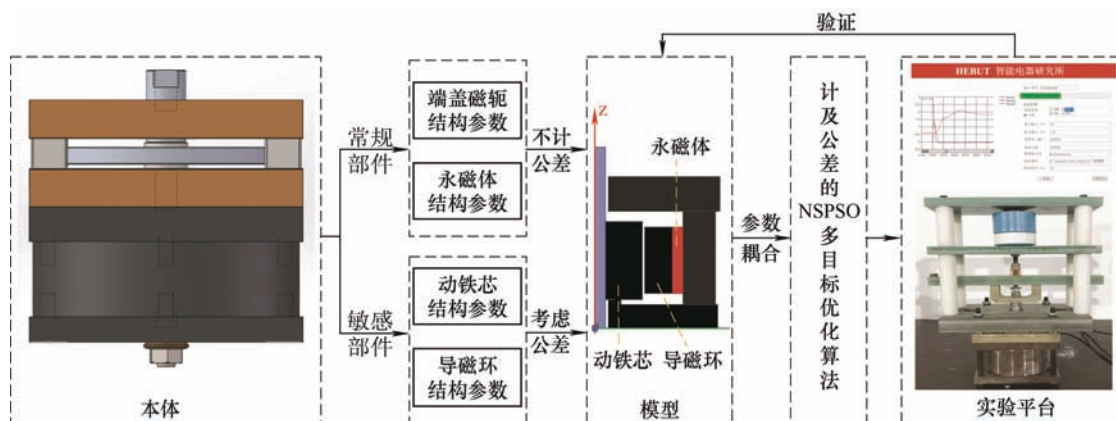 验证
HEBUT 智能电器研究所
端盖磁轭
结构参数
常规
部件
不计
公差
永磁体
结构参数
Z
永磁体
参数
耦合
计及公差的
NSPSO
多目标优化算法
动铁芯
结构参数
敏感
部件
考虑
公差
导磁环
结构参数
动铁芯
导磁环
本体
模型
实验平台